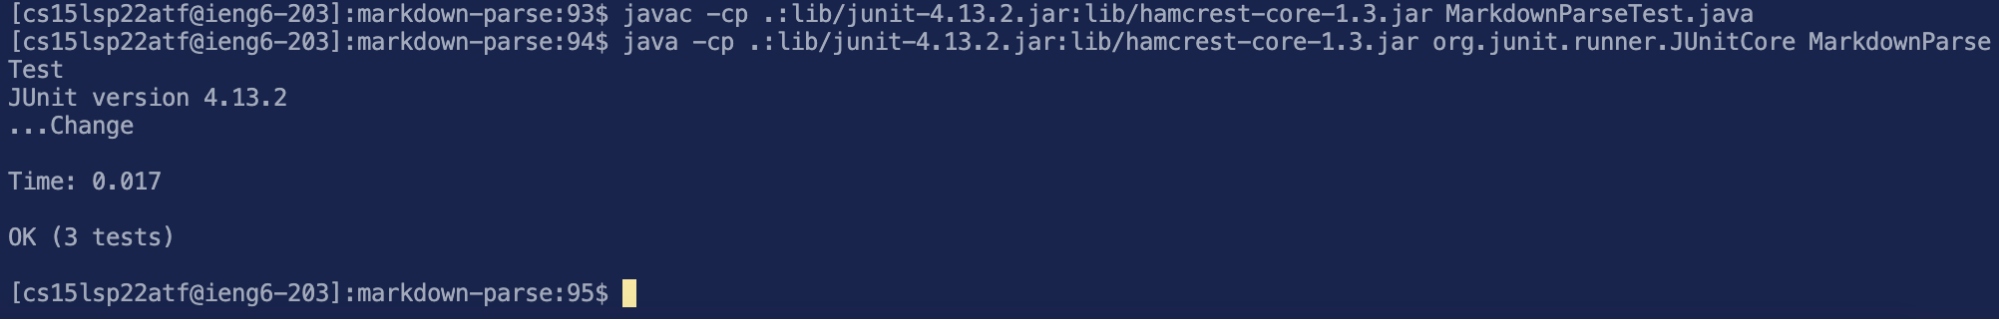 [cs15lsp22atf@ieng6-203]:markdown-parse:93$ javac -cp .:lib/junit-4.13.2.jar:lib/hamcrest-core-1.3.jar MarkdownParseTest.java
[cs15lsp22atf@ieng6-203]:markdown-parse:94$ java -cp .:lib/junit-4.13.2.jar:lib/hamcrest-core-1.3.jar org.junit.runner.JUnitCore MarkdownParse
Test
JUnit version 4.13.2
...Change
Time: 0.017
OK (3 tests)
[cs15lsp22atf@ieng6-203]:markdown-parse:95$